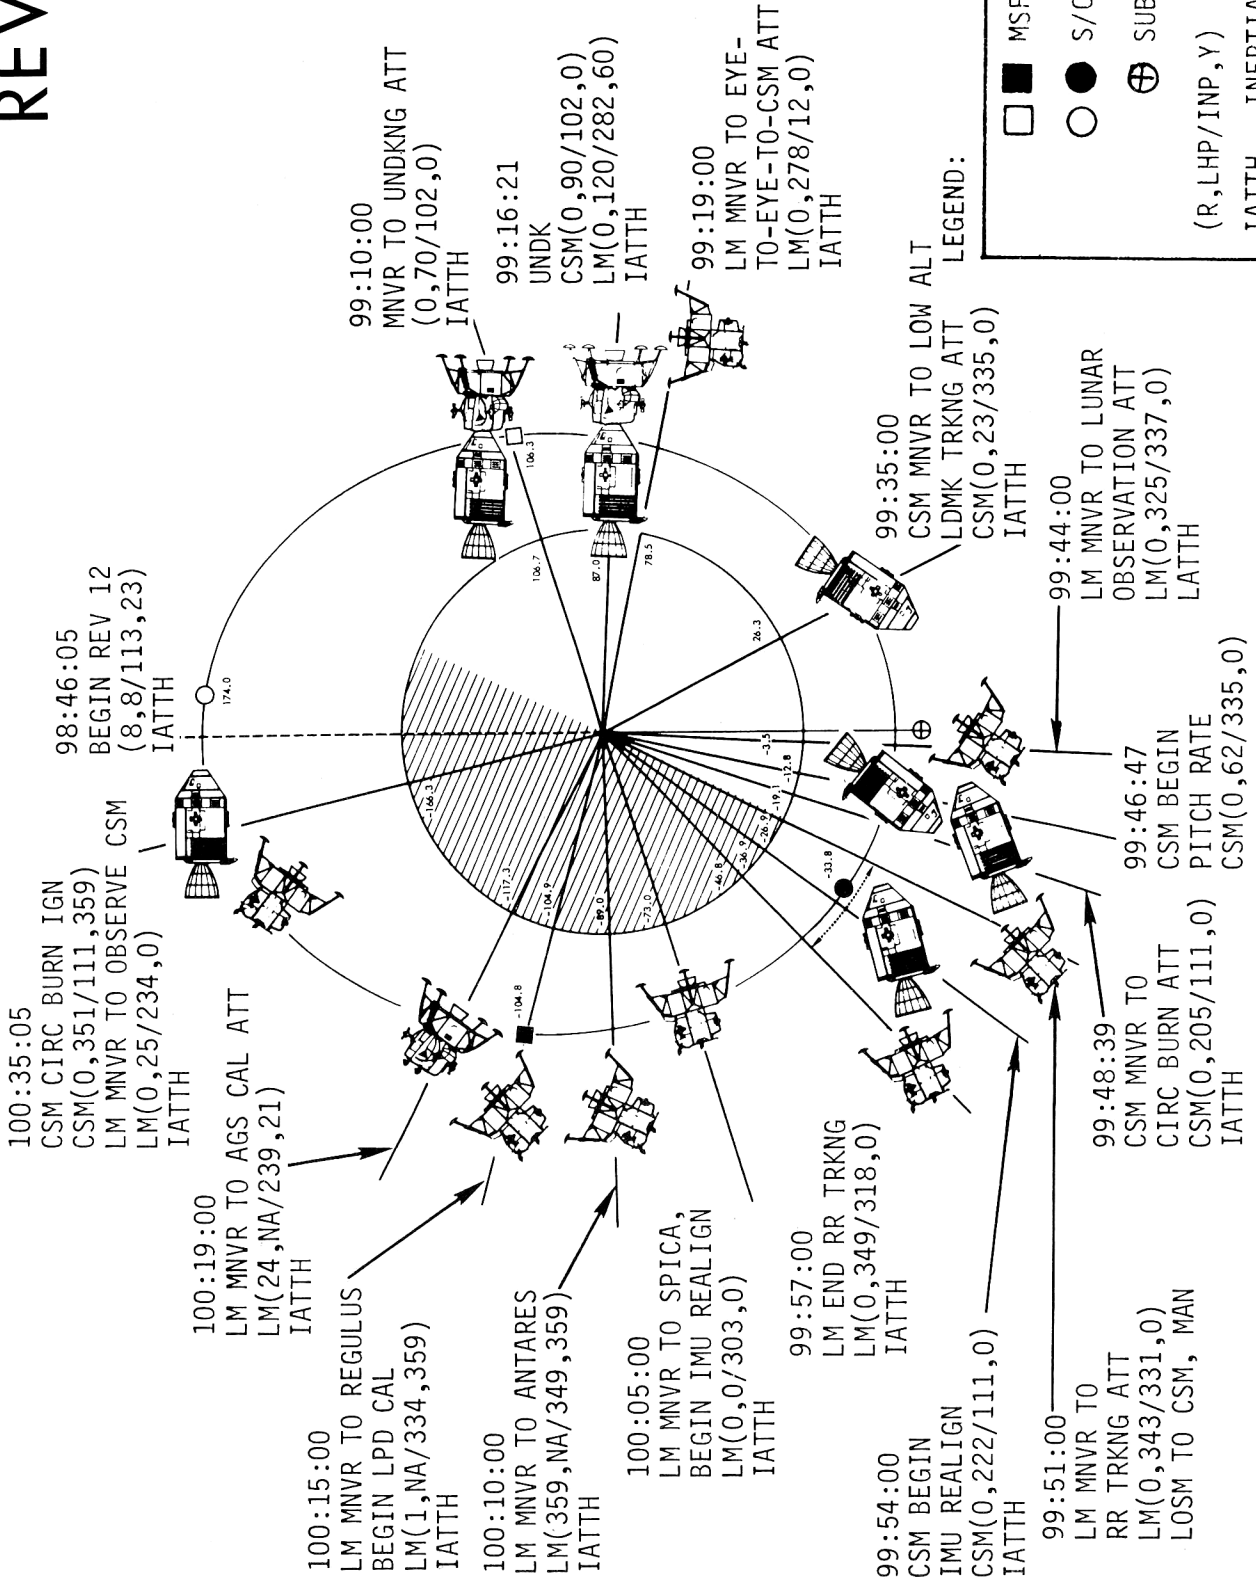 REV
98:46:05
BEGIN REV 12
(8,8/113,23)
IATTH
99:10:00
MNVR TO UNDKNG ATT
(0,70/102,0)
IATTH
99:16:21
UNDK
CSM(0,90/102,0)
LM(0,120/282,60)
IATTH
99:19:00
LM MNVR TO EYE-
TO-EYE-TO-CSM ATT
LM(0,278/12,0)
IATTH
99:35:00
CSM MNVR TO LOW ALT
LDMK TRKNG ATT
CSM(0,23/335,0)
IATTH
99:44:00
LM MNVR TO LUNAR
OBSERVATION ATT
LM(0,325/337,0)
LATTH
99:46:47
CSM BEGIN
PITCH RATE
CSM(0,62/335,0)
99:48:39
CSM MNVR TO
CIRC BURN ATT
CSM(0,205/111,0)
IATTH
99:51:00
LM MNVR TO
RR TRKNG ATT
LM(0,343/331,0)
LOSM TO CSM, MAN
99:54:00
CSM BEGIN
IMU REALIGN
CSM(0,222/111,0)
IATTH
99:57:00
LM END RR TRKNG
LM(0,349/318,0)
IATTH
100:05:00
LM MNVR TO SPICA,
BEGIN IMU REALIGN
LM(0,0/303,0)
IATTH
100:10:00
LM MNVR TO ANTARES
LM(359,NA/349,359)
IATTH
100:15:00
LM MNVR TO REGULUS
BEGIN LPD CAL
LM(1,NA/334,359)
IATTH
100:19:00
LM MNVR TO AGS CAL ATT
LM(24,NA/239,21)
IATTH
100:35:05
CSM CIRC BURN IGN
CSM(0,351/111,359)
LM MNVR TO OBSERVE CSM
LM(0,25/234,0)
IATTH
174.0
106.3
106.7
87.0
78.5
26.3
-3.5
-12.8
-19.1
-26.9
-33.8
-36.9
-46.8
-73.0
-89.0
-104.9
-104.8
-117.3
-166.3
LEGEND:
S/C
SUB
(R,LHP/INP,Y)